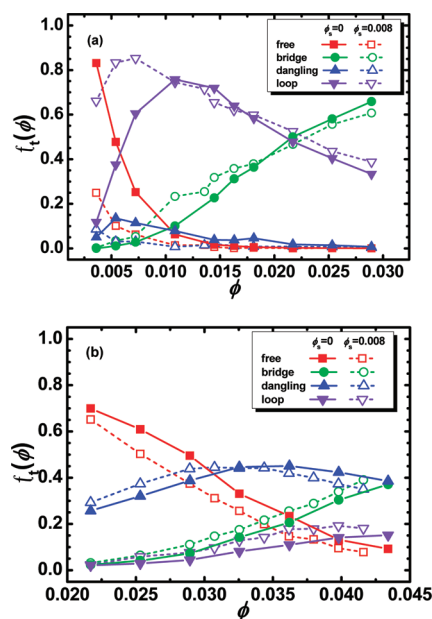 (a)
ϕs=0 ϕs=0.008
free
bridge
dangling
loop
1.0
0.8
0.6
0.4
0.2
0.0
ft(ϕ)
0.005 0.010 0.015 0.020 0.025 0.030
ϕ
(b)
ϕs=0 ϕs=0.008
free
bridge
dangling
loop
1.0
0.8
0.6
0.4
0.2
0.0
ft(ϕ)
0.020 0.025 0.030 0.035 0.040 0.045
ϕ